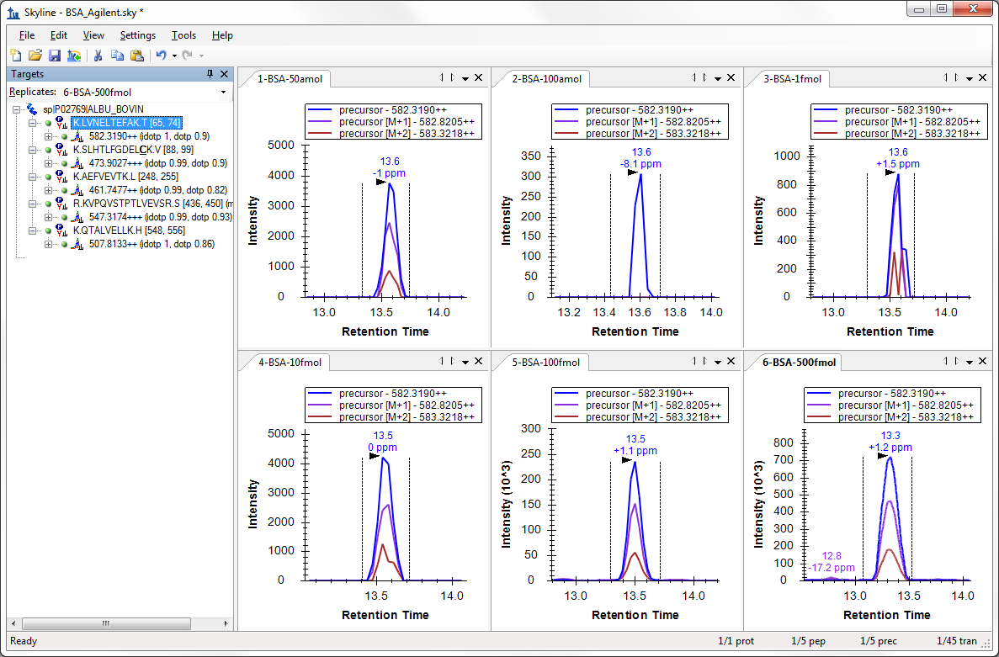 Skyline - BSA_Agilent.sky *
File Edit View Settings Tools Help
Targets
Replicates: 6-BSA-500fmol
sp|P02769|ALBU_BOVIN
K.LVNELTEFAK.T [65, 74]
582.3190++ (idotp 1, dotp 0.9)
K.SLHTLFGDELCK.V [88, 99]
473.9027+++ (idotp 0.99, dotp 0.9)
K.AEFVEVTK.L [248, 255]
461.7477++ (idotp 0.99, dotp 0.82)
R.KVPQVSTPTLVEVSR.S [436, 450] (m
547.3174+++ (idotp 0.99, dotp 0.93)
K.QTALVELLK.H [548, 556]
507.8133++ (idotp 1, dotp 0.86)
1-BSA-50amol
precursor - 582.3190++
precursor [M+1] - 582.8205++
precursor [M+2] - 583.3218++
5000
4000
3000
2000
1000
0
Intensity
13.6
-1 ppm
13.0 13.5 14.0
Retention Time
2-BSA-100amol
precursor - 582.3190++
precursor [M+1] - 582.8205++
precursor [M+2] - 583.3218++
350
300
250
200
150
100
50
0
Intensity
13.6
-8.1 ppm
13.2 13.4 13.6 13.8 14.0
Retention Time
3-BSA-1fmol
precursor - 582.3190++
precursor [M+1] - 582.8205++
precursor [M+2] - 583.3218++
1000
800
600
400
200
0
Intensity
13.6
+1.5 ppm
13.0 13.5 14.0
Retention Time
4-BSA-10fmol
precursor - 582.3190++
precursor [M+1] - 582.8205++
precursor [M+2] - 583.3218++
5000
4000
3000
2000
1000
0
Intensity
13.5
0 ppm
13.5 14.0
Retention Time
5-BSA-100fmol
precursor - 582.3190++
precursor [M+1] - 582.8205++
precursor [M+2] - 583.3218++
300
250
200
150
100
50
0
Intensity (10^3)
13.5
+1.1 ppm
13.0 13.5 14.0
Retention Time
6-BSA-500fmol
precursor - 582.3190++
precursor [M+1] - 582.8205++
precursor [M+2] - 583.3218++
800
700
600
500
400
300
200
100
0
Intensity (10^3)
13.3
+1.2 ppm
12.8
-17.2 ppm
13.0 13.5 14.0
Retention Time
Ready 1/1 prot 1/5 pep 1/5 prec 1/45 tran